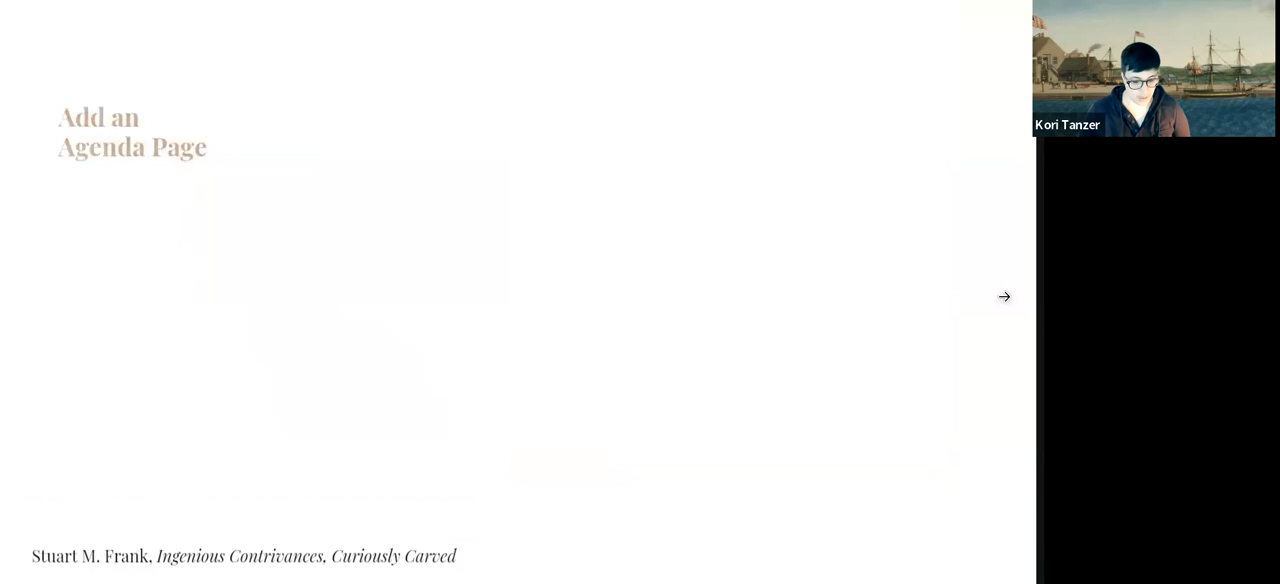 Add an
Agenda Page
Kori Tanzer
Stuart M. Frank, Ingenious Contrivances, Curiously Carved